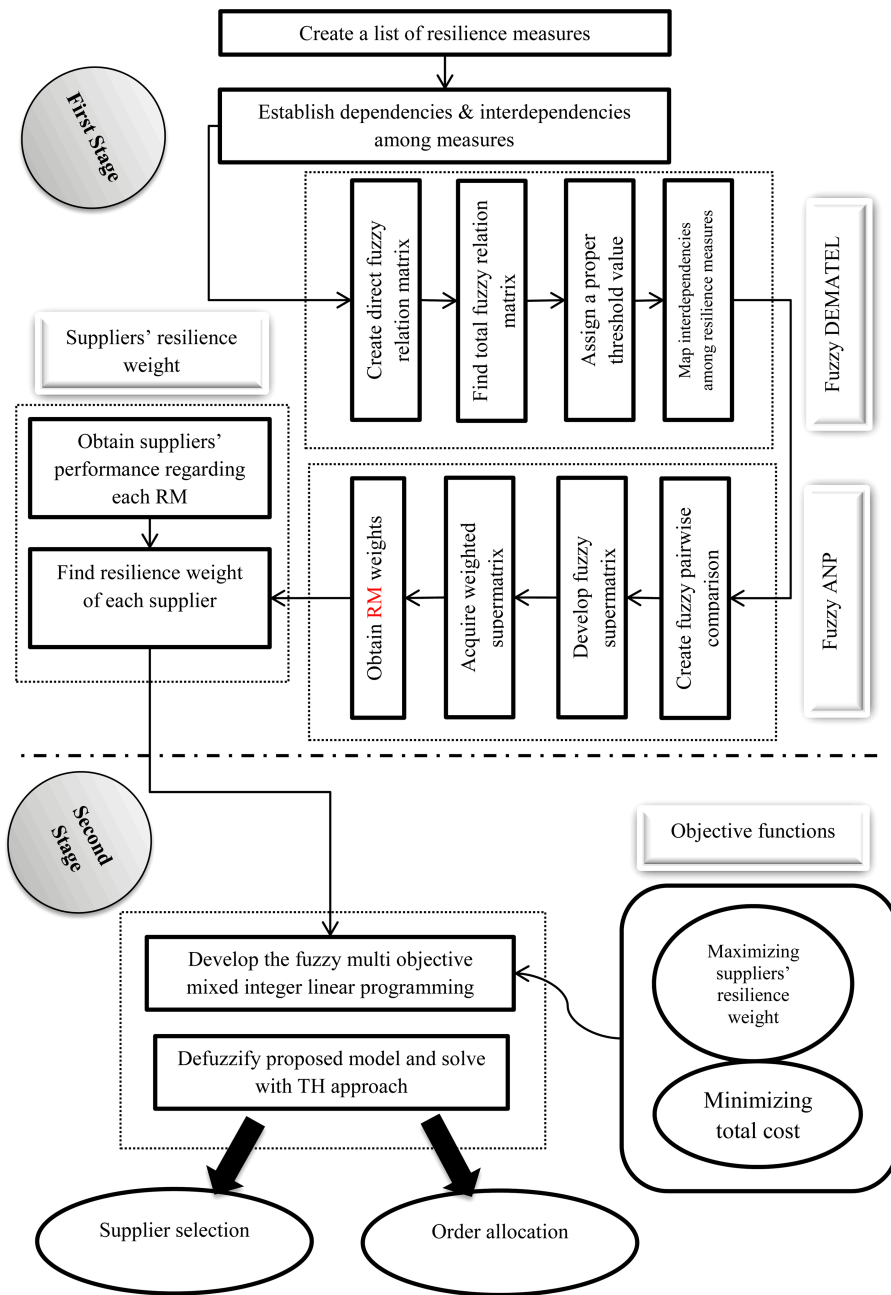 Create a list of resilience measures
First Stage
Establish dependencies & interdependencies
among measures
Create direct fuzzy
relation matrix
Find total fuzzy relation
matrix
Assign a proper
threshold value
Map interdependencies
among resilience measures
Fuzzy DEMATEL
Suppliers’ resilience
weight
Obtain suppliers’
performance regarding
each RM
Find resilience weight
of each supplier
Obtain RM weights
Acquire weighted
supermatrix
Develop fuzzy
supermatrix
Create fuzzy pairwise
comparison
Fuzzy ANP
Second
Stage
Objective functions
Maximizing
suppliers’
resilience
weight
Minimizing
total cost
Develop the fuzzy multi objective
mixed integer linear programming
Defuzzify proposed model and solve
with TH approach
Supplier selection
Order allocation